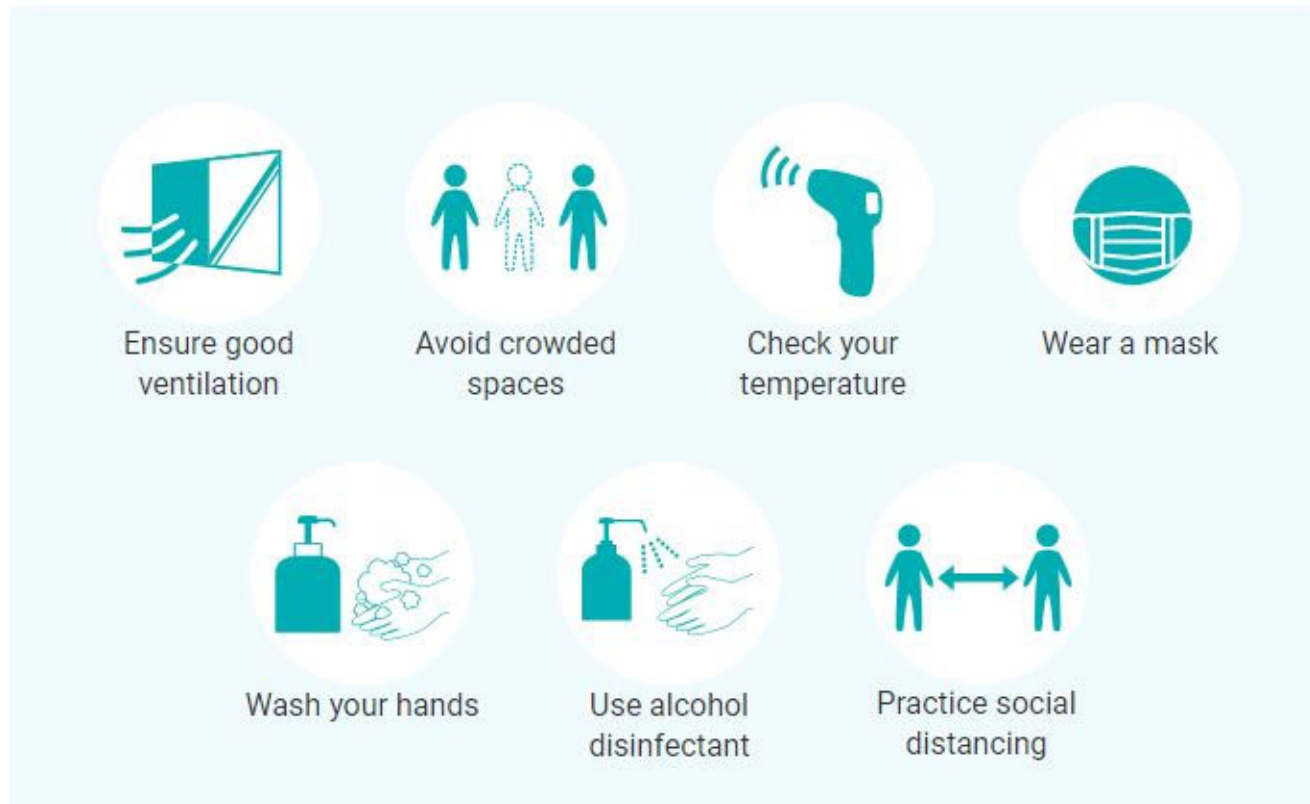 Ensure good
ventilation
Avoid crowded
spaces
Check your
temperature
Wear a mask
Wash your hands
Use alcohol
disinfectant
Practice social
distancing